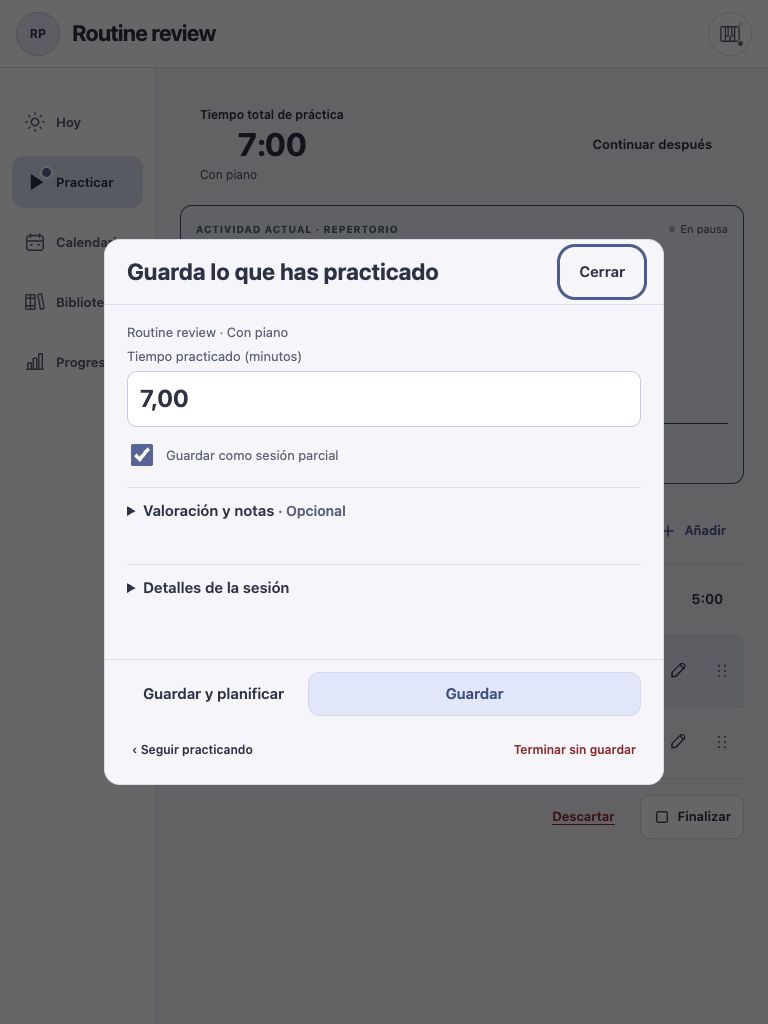 RP
Routine review
Hoy
Practicar
Calendari
Bibliote
Progres
Tiempo total de práctica
7:00
Con piano
Continuar después
ACTIVIDAD ACTUAL · REPERTORIO
En pausa
Guarda lo que has practicado
Cerrar
Routine review · Con piano
Tiempo practicado (minutos)
7,00
Guardar como sesión parcial
Valoración y notas · Opcional
Detalles de la sesión
Guardar y planificar
Guardar
‹ Seguir practicando
Terminar sin guardar
+ Añadir
5:00
Descartar
Finalizar